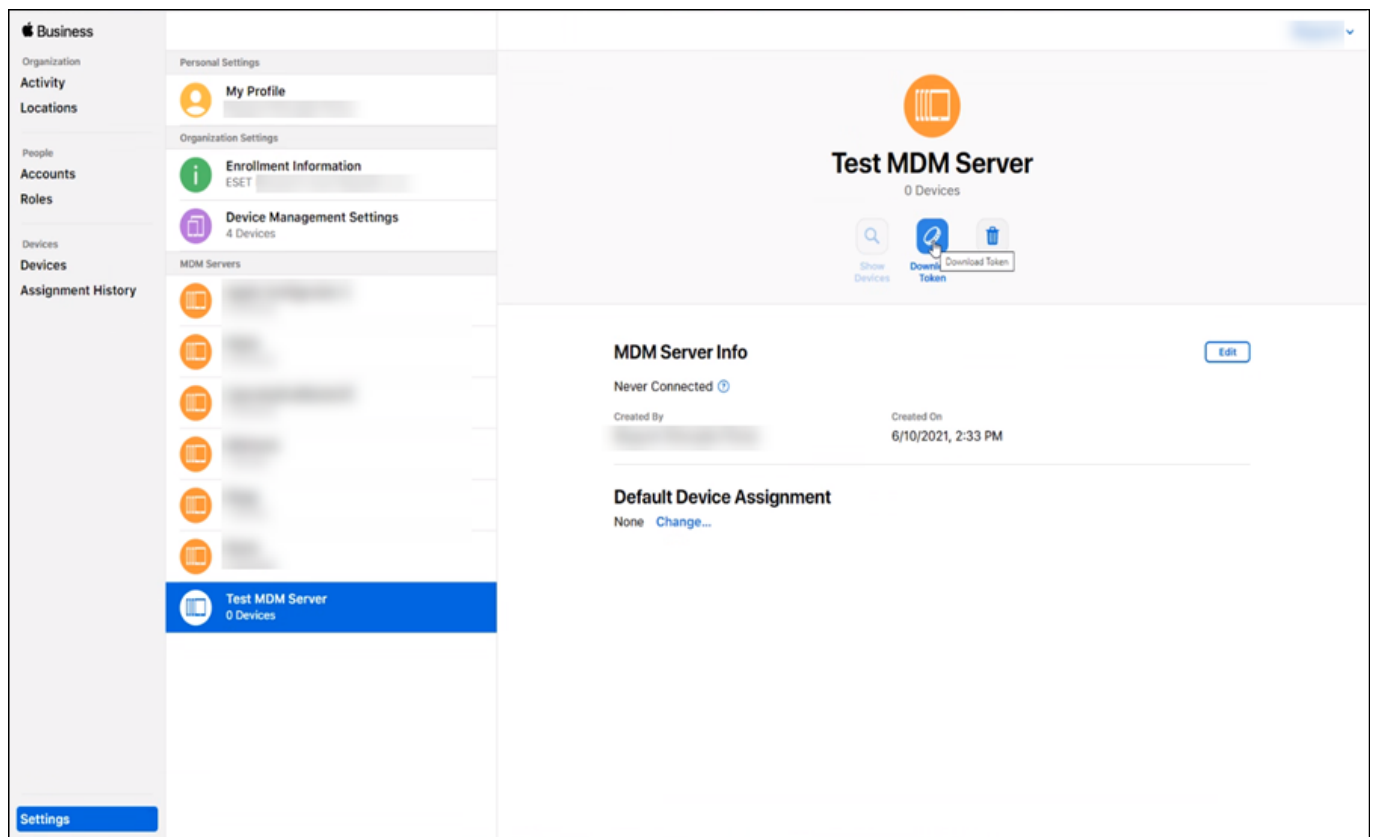 Business
Organization
Activity
Locations
People
Accounts
Roles
Devices
Devices
Assignment History
Settings
Personal Settings
My Profile
Organization Settings
Enrollment Information
ESET
Device Management Settings
4 Devices
MDM Servers
Test MDM Server
0 Devices
Test MDM Server
0 Devices
Show
Devices
Token
Download Token
MDM Server Info
Edit
Never Connected
Created By
Created On
6/10/2021, 2:33 PM
Default Device Assignment
None Change...